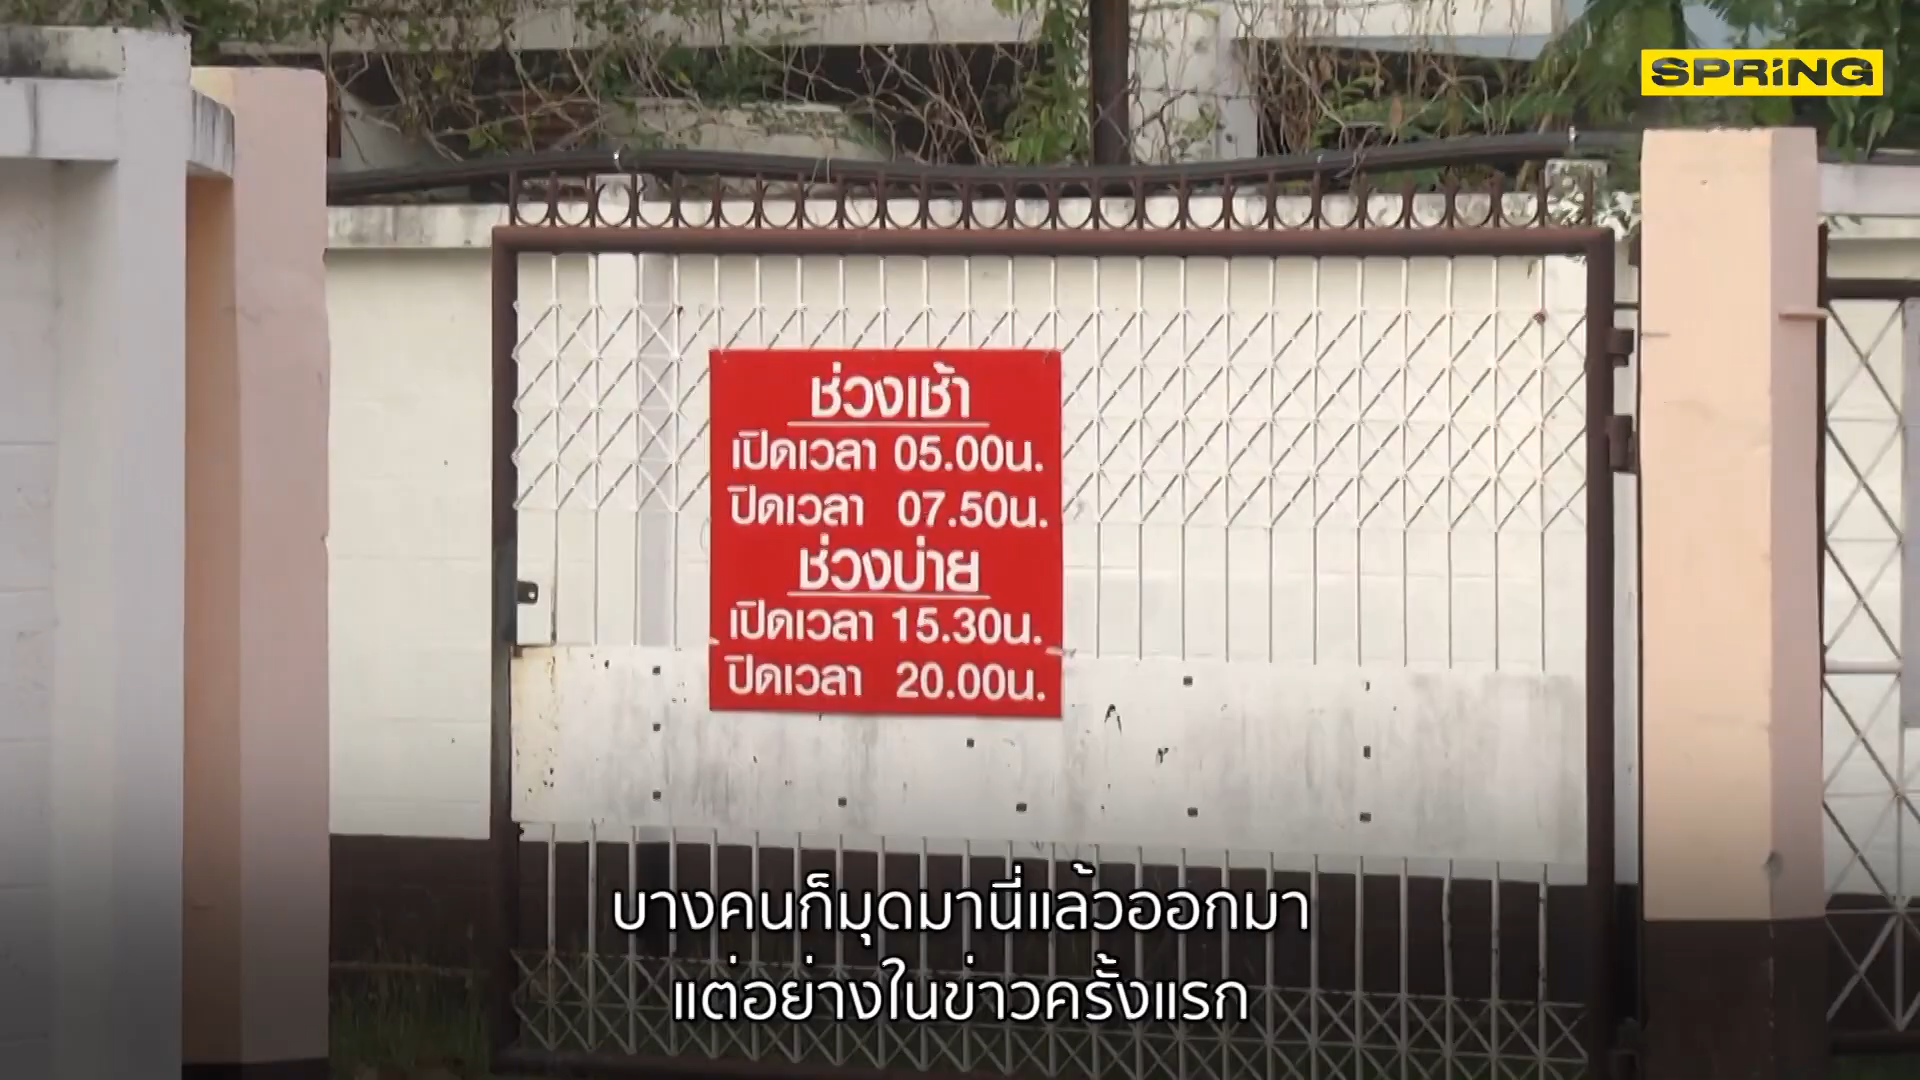 SPRiNG
ช่วงเช้า
เปิดเวลา 05.00น.
ปิดเวลา 07.50น.
ช่วงบ่าย
เปิดเวลา 15.30น.
ปิดเวลา 20.00น.
บางคนก็มุดมานี่แล้วออกมา
แต่อย่างในข่าวครั้งแรก